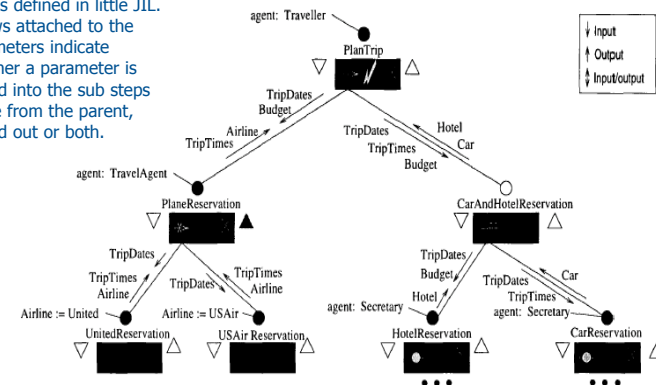 s defined in little JIL.
ws attached to the
meters indicate
her a parameter is
d into the sub steps
e from the parent,
d out or both.
agent: Traveller
PlanTrip
Input
Output
Input/output
TripDates
Budget
Airline
TripTimes
TripDates
TripTimes
Budget
Hotel
Car
agent: TravelAgent
PlaneReservation
CarAndHotelReservation
TripDates
TripTimes
Airline
TripDates
TripTimes
Airline
TripDates
Budget
Hotel
TripDates
TripTimes
Car
Airline := United
Airline := USAir
agent: Secretary
agent: Secretary
UnitedReservation
USAir Reservation
HotelReservation
CarReservation